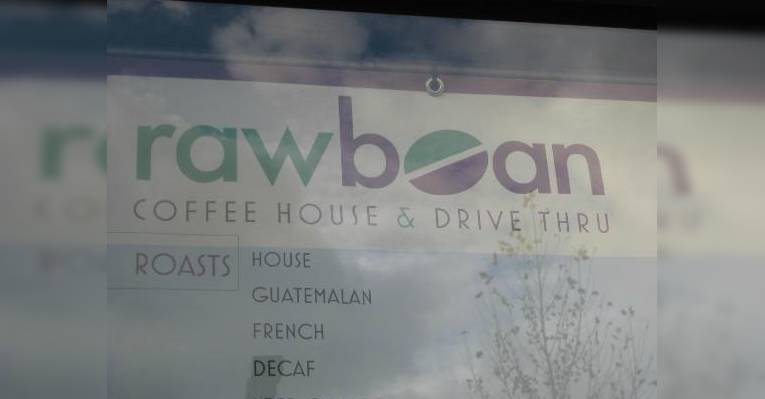 rawbean
COFFEE HOUSE & DRIVE THRU
ROASTS
HOUSE
GUATEMALAN
FRENCH
DECAF